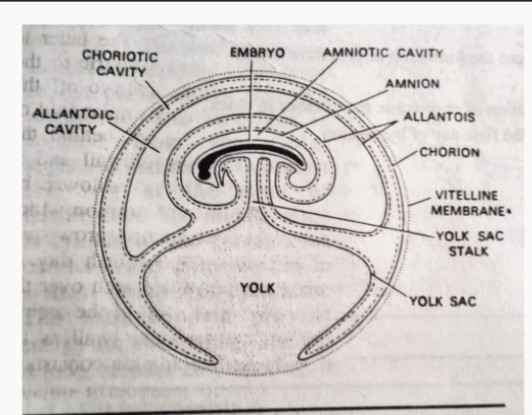 CHORIOTIC
CAVITY
EMBRYO
AMNIOTIC CAVITY
AMNION
ALLANTOIC
CAVITY
ALLANTOIS
CHORION
VITELLINE
MEMBRANE
YOLK SAC
STALK
YOLK
YOLK SAC